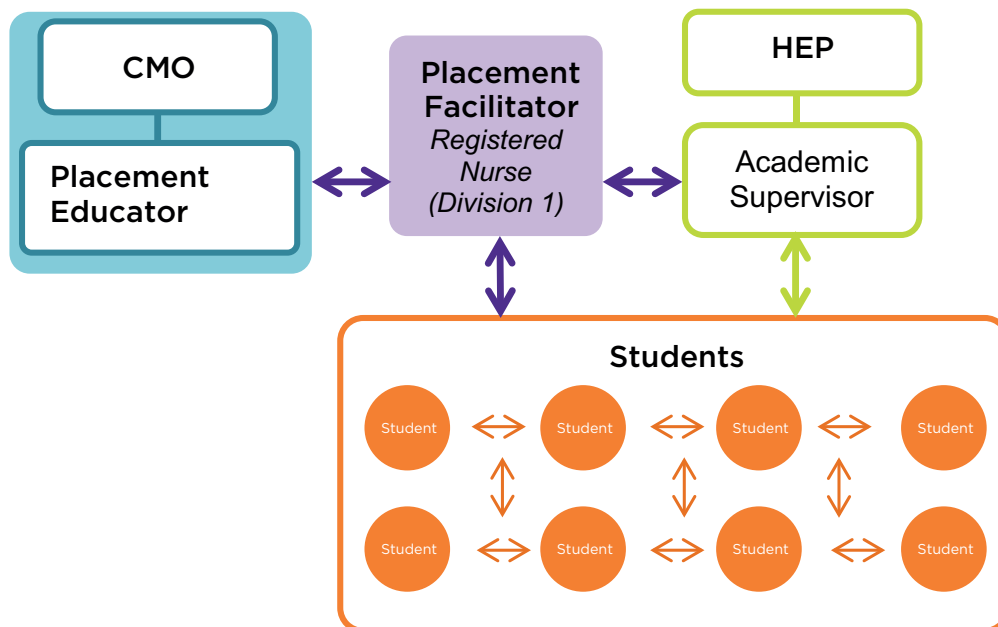 CMO
Placement
Educator
Placement
Facilitator
Registered
Nurse
(Division 1)
HEP
Academic
Supervisor
Students
Student
Student
Student
Student
Student
Student
Student
Student